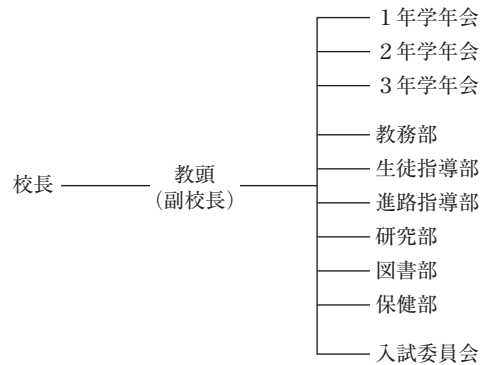 校長
教頭
(副校長)
１年学年会
２年学年会
３年学年会
教務部
生徒指導部
進路指導部
研究部
図書部
保健部
入試委員会